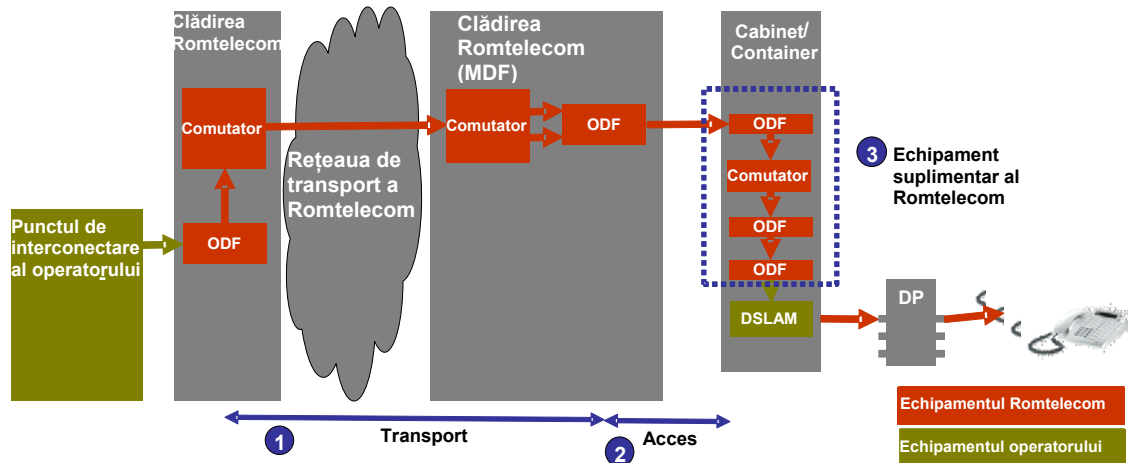 Clădirea
Romtelecom
Clădirea
Romtelecom
(MDF)
Cabinet/
Container
Comutator
Comutator
ODF
ODF
Comutator
ODF
ODF
3
Echipament
suplimentar al
Romtelecom
Rețeaua de
transport a
Romtelecom
Punctul de
interconectare
al operatorului
ODF
DSLAM
DP
1
Transport
2
Acces
Echipamentul Romtelecom
Echipamentul operatorului